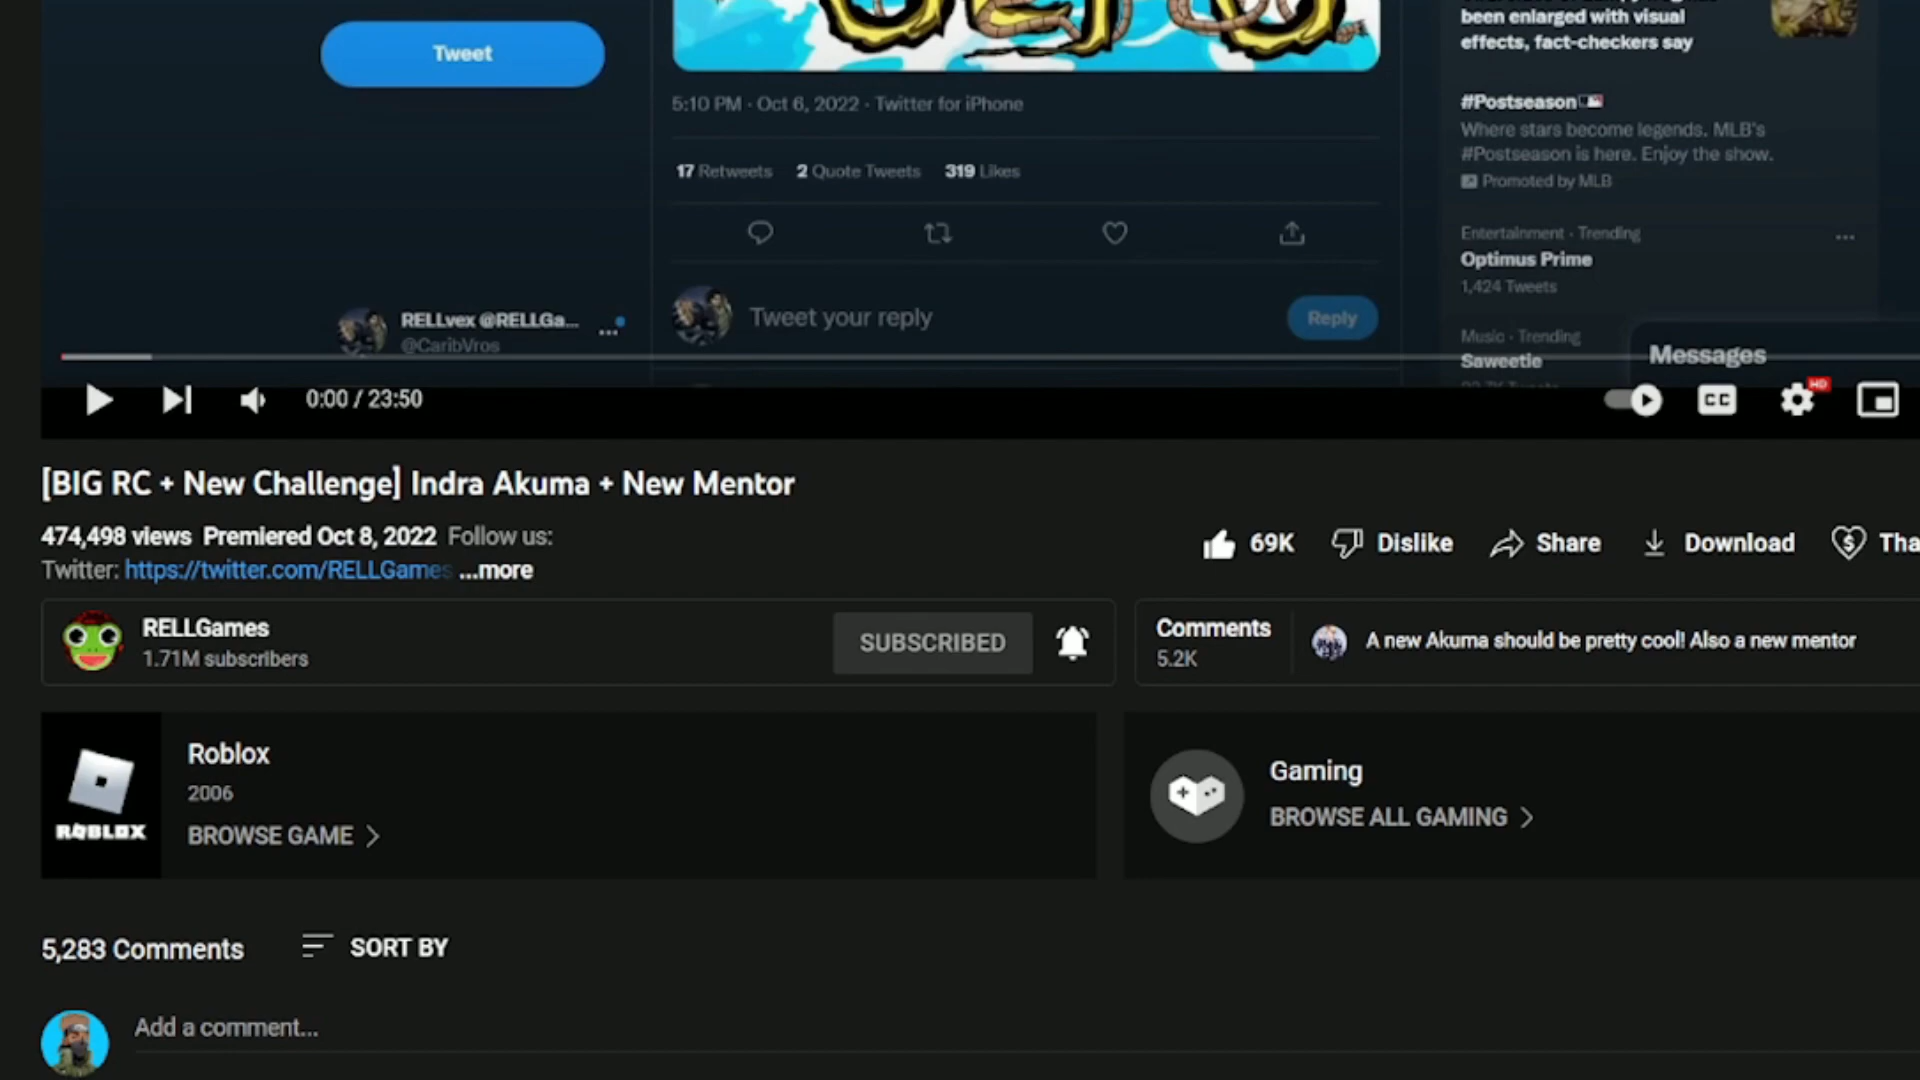 been enlarged with visual
effects, fact-checkers say
Tweet
5:10 PM · Oct 6, 2022 · Twitter for iPhone
#Postseason
Where stars become legends. MLB's
#Postseason is here. Enjoy the show.
Promoted by MLB
17 Retweets 2 Quote Tweets 319 Likes
Entertainment · Trending
Optimus Prime
1,424 Tweets
RELLvex @RELLGa...
@CaribVros
Tweet your reply
Reply
Music · Trending
Saweetie
Messages
0:00 / 23:50
CC
HD
[BIG RC + New Challenge] Indra Akuma + New Mentor
474,498 views Premiered Oct 8, 2022 Follow us:
Twitter: https://twitter.com/RELLGames ...more
69K Dislike Share Download Tha
RELLGames
1.71M subscribers
SUBSCRIBED
Comments
5.2K
A new Akuma should be pretty cool! Also a new mentor
ROBLOX
Roblox
2006
BROWSE GAME
Gaming
BROWSE ALL GAMING
5,283 Comments SORT BY
Add a comment...